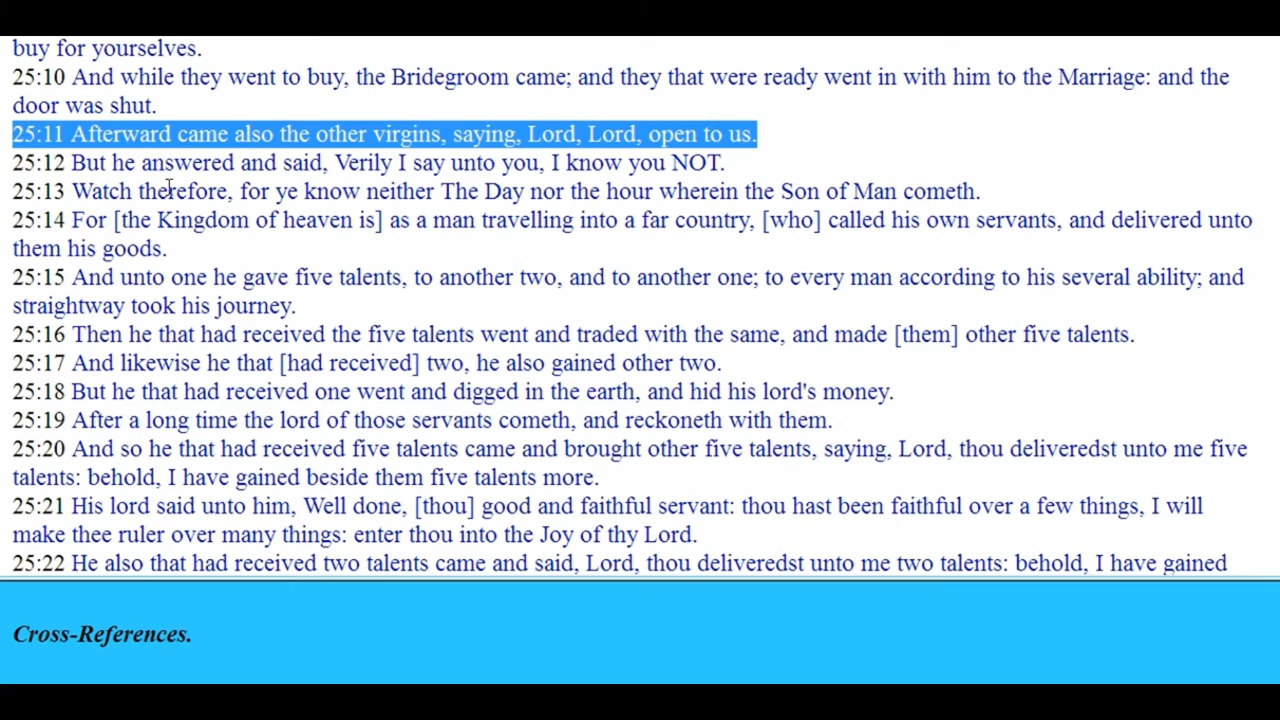 buy for yourselves.
25:10 And while they went to buy, the Bridegroom came; and they that were ready went in with him to the Marriage: and the
door was shut.
25:11 Afterward came also the other virgins, saying, Lord, Lord, open to us.
25:12 But he answered and said, Verily I say unto you, I know you NOT.
25:13 Watch therefore, for ye know neither The Day nor the hour wherein the Son of Man cometh.
25:14 For [the Kingdom of heaven is] as a man travelling into a far country, [who] called his own servants, and delivered unto
them his goods.
25:15 And unto one he gave five talents, to another two, and to another one; to every man according to his several ability; and
straightway took his journey.
25:16 Then he that had received the five talents went and traded with the same, and made [them] other five talents.
25:17 And likewise he that [had received] two, he also gained other two.
25:18 But he that had received one went and digged in the earth, and hid his lord's money.
25:19 After a long time the lord of those servants cometh, and reckoneth with them.
25:20 And so he that had received five talents came and brought other five talents, saying, Lord, thou deliveredst unto me five
talents: behold, I have gained beside them five talents more.
25:21 His lord said unto him, Well done, [thou] good and faithful servant: thou hast been faithful over a few things, I will
make thee ruler over many things: enter thou into the Joy of thy Lord.
25:22 He also that had received two talents came and said, Lord, thou deliveredst unto me two talents: behold, I have gained
Cross-References.